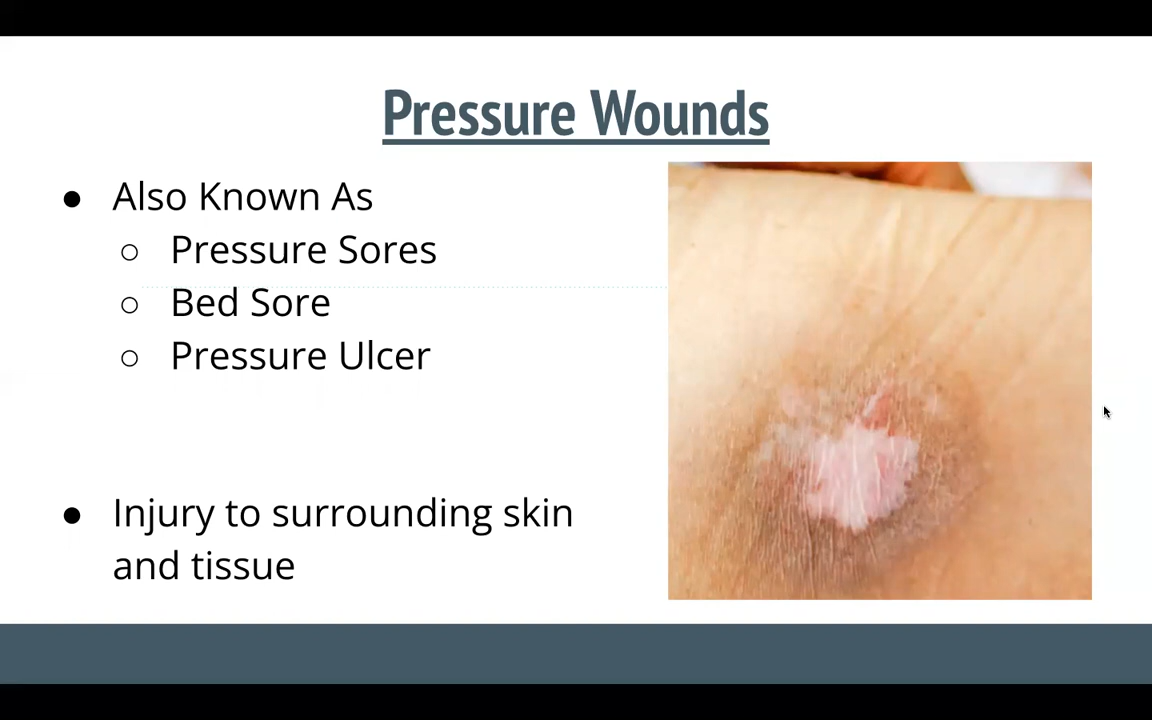 Pressure Wounds
● Also Known As
○ Pressure Sores
○ Bed Sore
○ Pressure Ulcer
● Injury to surrounding skin
and tissue